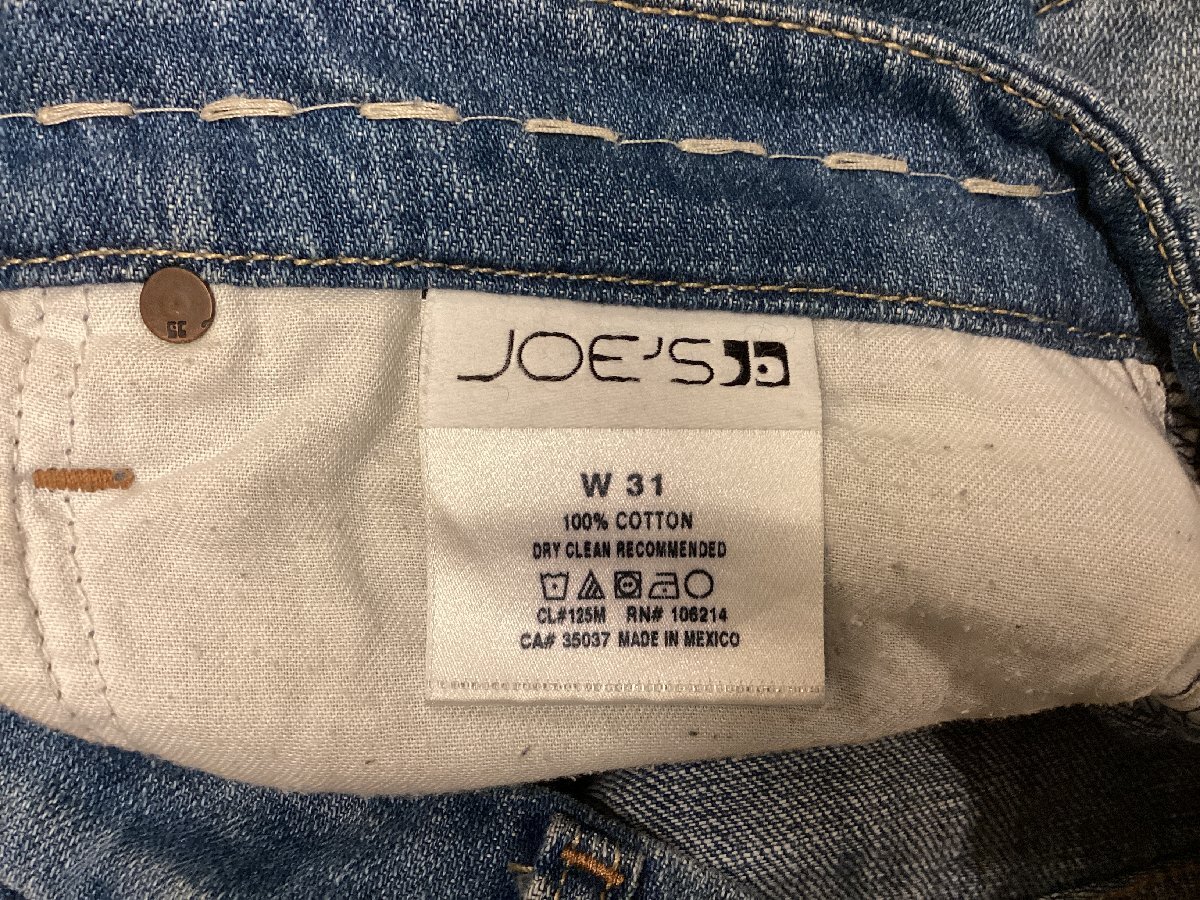 JOE'S
W 31
100% COTTON
DRY CLEAN RECOMMENDED
CL#125M RN# 106214
CA# 35037 MADE IN MEXICO